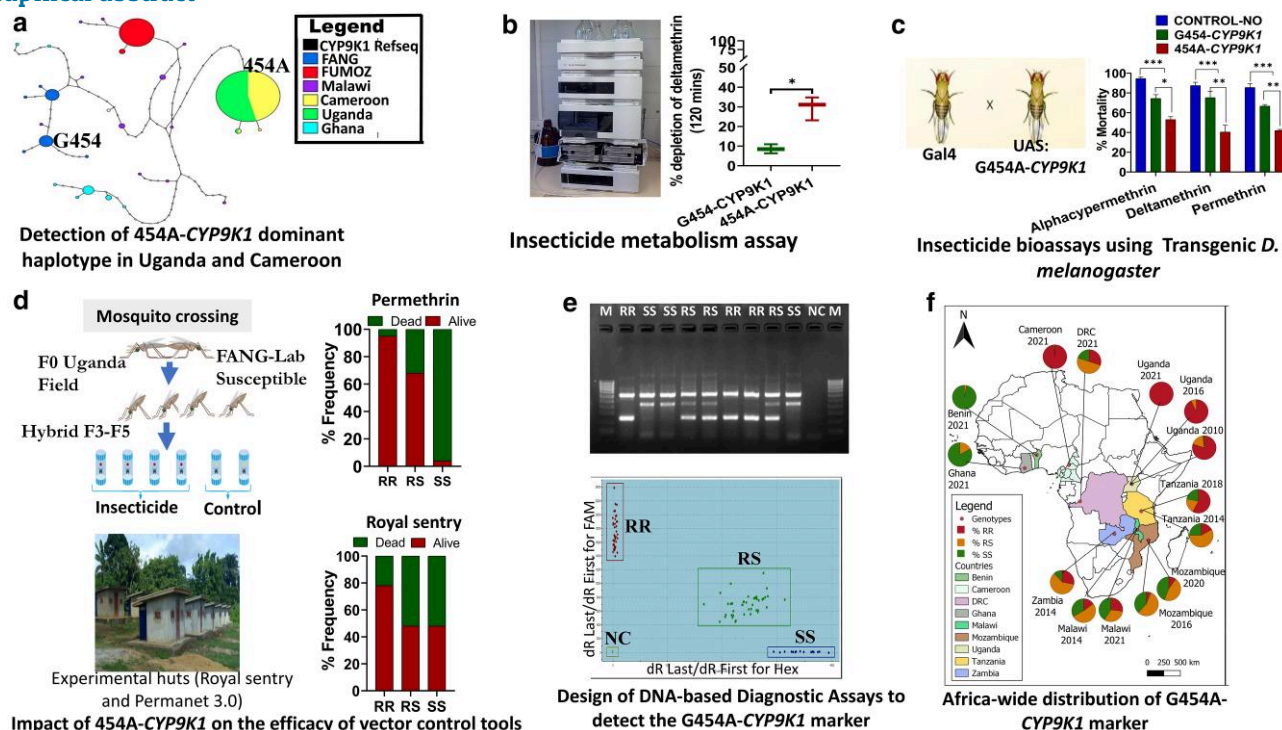 a
Legend
CYP9K1 Refseq
FANG
FUMOZ
Malawi
Cameroon
Uganda
Ghana
454A
G454
Detection of 454A-CYP9K1 dominant
haplotype in Uganda and Cameroon
b
% depletion of deltamethrin
(120 mins)
100
90
80
40
30
20
10
0
*
G454-CYP9K1
454A-CYP9K1
Insecticide metabolism assay
c
Gal4
X
UAS:
G454A-CYP9K1
CONTROL-NO
G454-CYP9K1
454A-CYP9K1
% Mortality
100
80
60
40
20
0
***
*
***
**
***
**
Alphacypermethrin
Deltamethrin
Permethrin
Insecticide bioassays using Transgenic D.
melanogaster
d
Mosquito crossing
F0 Uganda
Field
FANG-Lab
Susceptible
Hybrid F3-F5
Insecticide
Control
Experimental huts (Royal sentry
and Permanet 3.0)
Permethrin
Dead
Alive
% Frequency
100
80
60
40
20
0
RR RS SS
Royal sentry
Dead
Alive
% Frequency
100
80
60
40
20
0
RR RS SS
Impact of 454A-CYP9K1 on the efficacy of vector control tools
e
M RR SS SS RS RS RR RR RS SS NC M
dR Last/dR First for FAM
RR
RS
NC
SS
dR Last/dR First for Hex
Design of DNA-based Diagnostic Assays to
detect the G454A-CYP9K1 marker
f
N
Cameroon
2021
DRC
2021
Uganda
2021
Uganda
2016
Uganda 2010
Benin
2021
Ghana
2021
Tanzania 2018
Tanzania 2014
Mozambique
2020
Mozambique
2016
Malawi
2021
Malawi
2014
Zambia
2014
Legend
Genotypes
% RR
% RS
% SS
Countries
Benin
Cameroon
DRC
Ghana
Malawi
Mozambique
Uganda
Tanzania
Zambia
0 250 500 km
Africa-wide distribution of G454A-
CYP9K1 marker